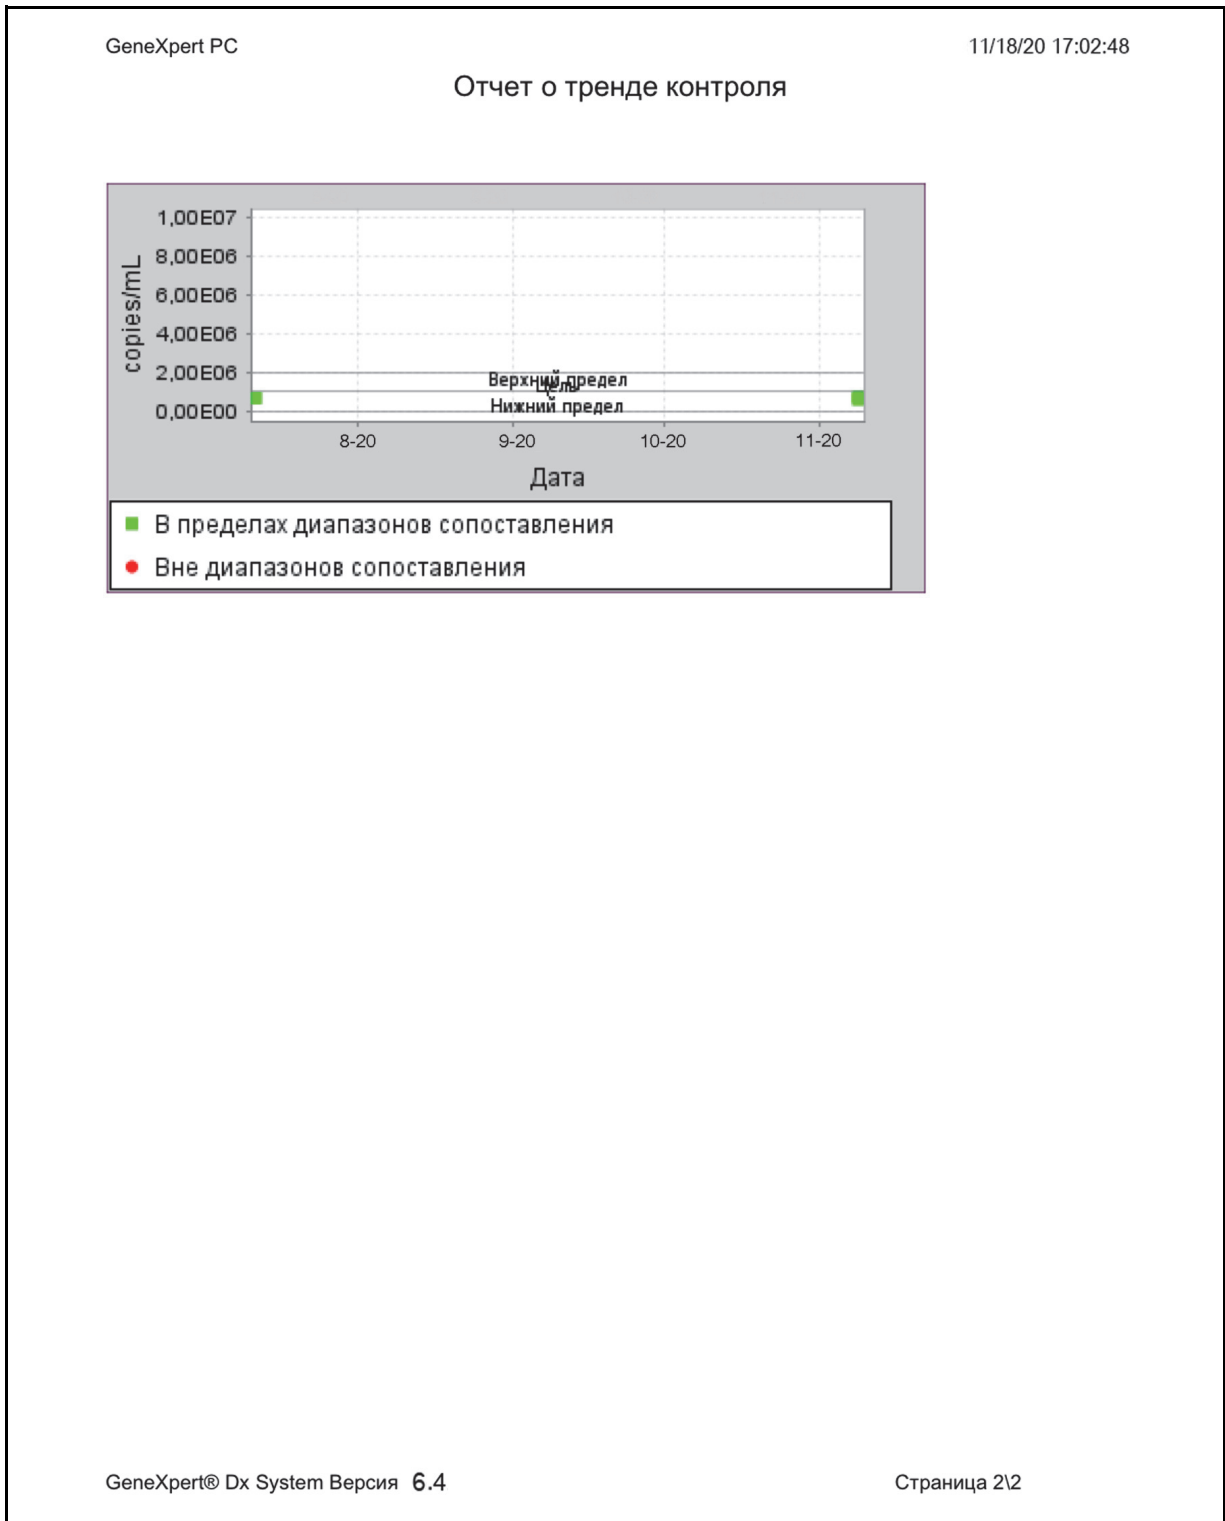 GeneXpert PC 11/18/20 17:02:48
Отчет о тренде контроля
1,00E07
8,00E06
6,00E06
4,00E06
2,00E06
0,00E00
copies/mL
Верхний предел
Цель
Нижний предел
8-20 9-20 10-20 11-20
Дата
В пределах диапазонов сопоставления
Вне диапазонов сопоставления
GeneXpert® Dx System Версия 6.4 Страница 2\2